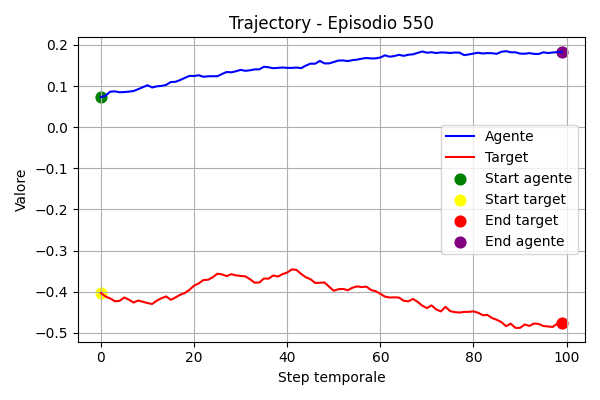 Trajectory - Episodio 550
Valore
0.2
0.1
0.0
−0.1
−0.2
−0.3
−0.4
−0.5
Agente
Target
Start agente
Start target
End target
End agente
0
20
40
60
80
100
Step temporale